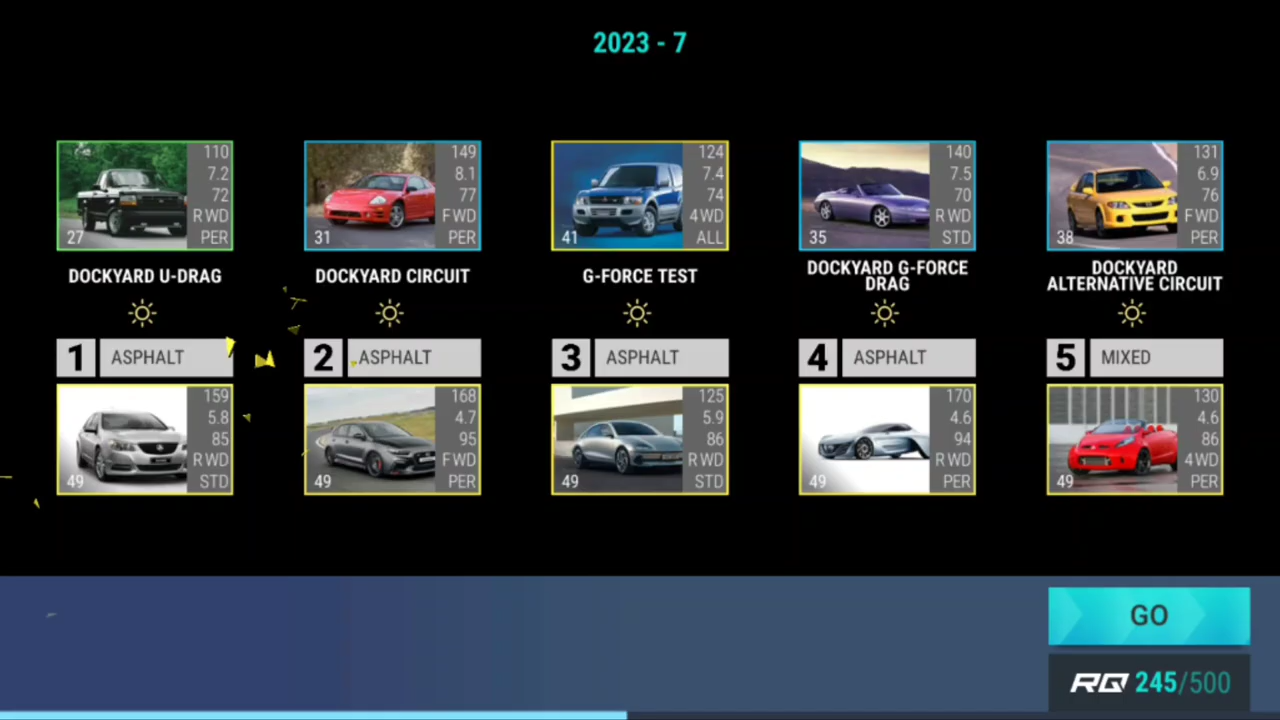 2023 - 7
110
7.2
72
RWD
27 PER
149
8.1
77
FWD
31 PER
124
7.4
74
4WD
41 ALL
140
7.5
70
RWD
35 STD
131
6.9
76
FWD
38 PER
DOCKYARD U-DRAG
DOCKYARD CIRCUIT
G-FORCE TEST
DOCKYARD G-FORCE
DRAG
DOCKYARD
ALTERNATIVE CIRCUIT
1 ASPHALT
2 ASPHALT
3 ASPHALT
4 ASPHALT
5 MIXED
159
5.8
85
RWD
49 STD
168
4.7
95
FWD
49 PER
125
5.9
86
RWD
49 STD
170
4.6
94
RWD
49 PER
130
4.6
86
4WD
49 PER
GO
RQ 245/500